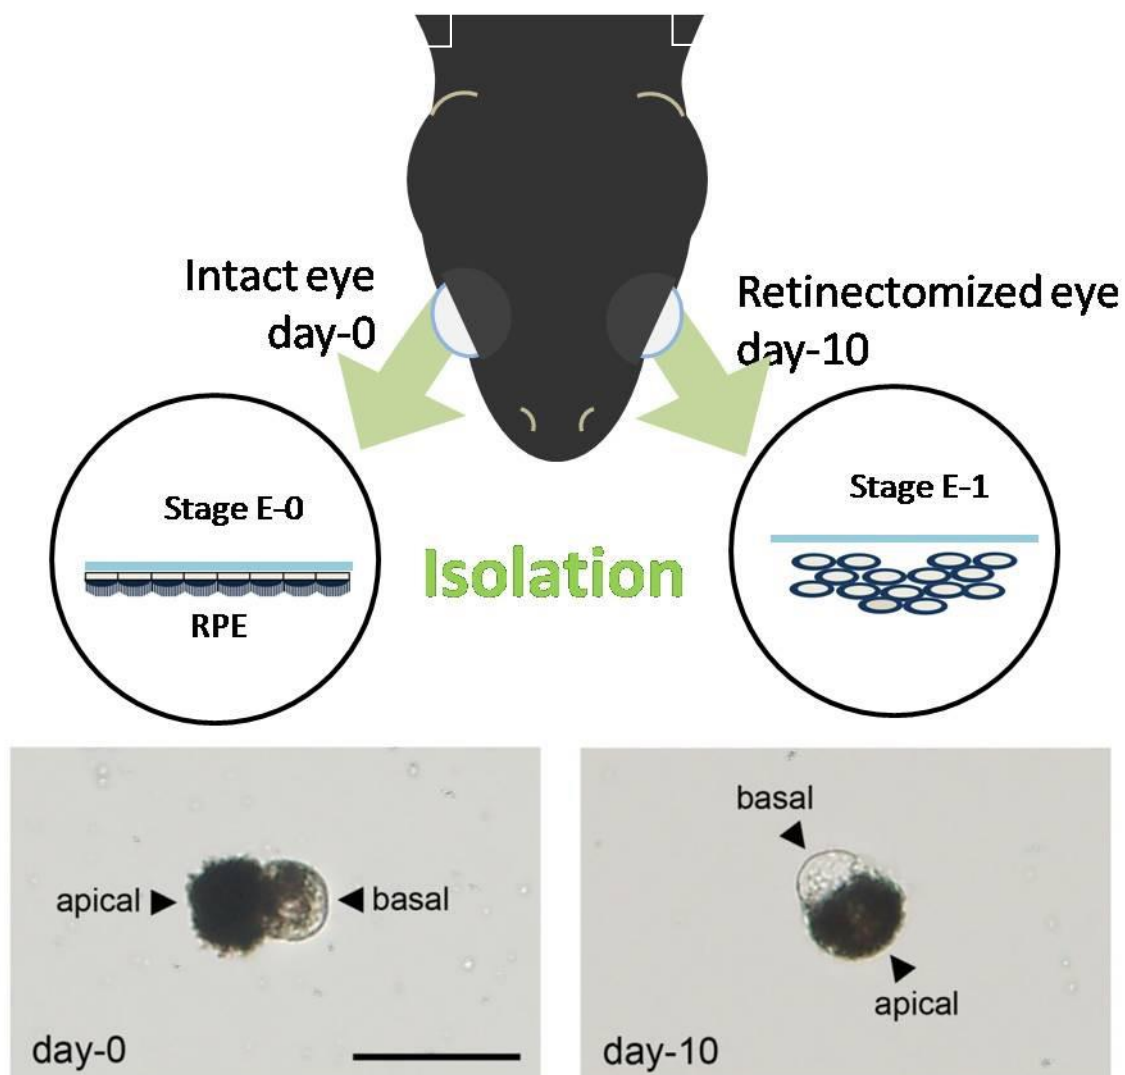 Intact eye
day-0
Retinectomized eye
day-10
Stage E-0
RPE
Isolation
Stage E-1
apical
basal
day-0
basal
apical
day-10